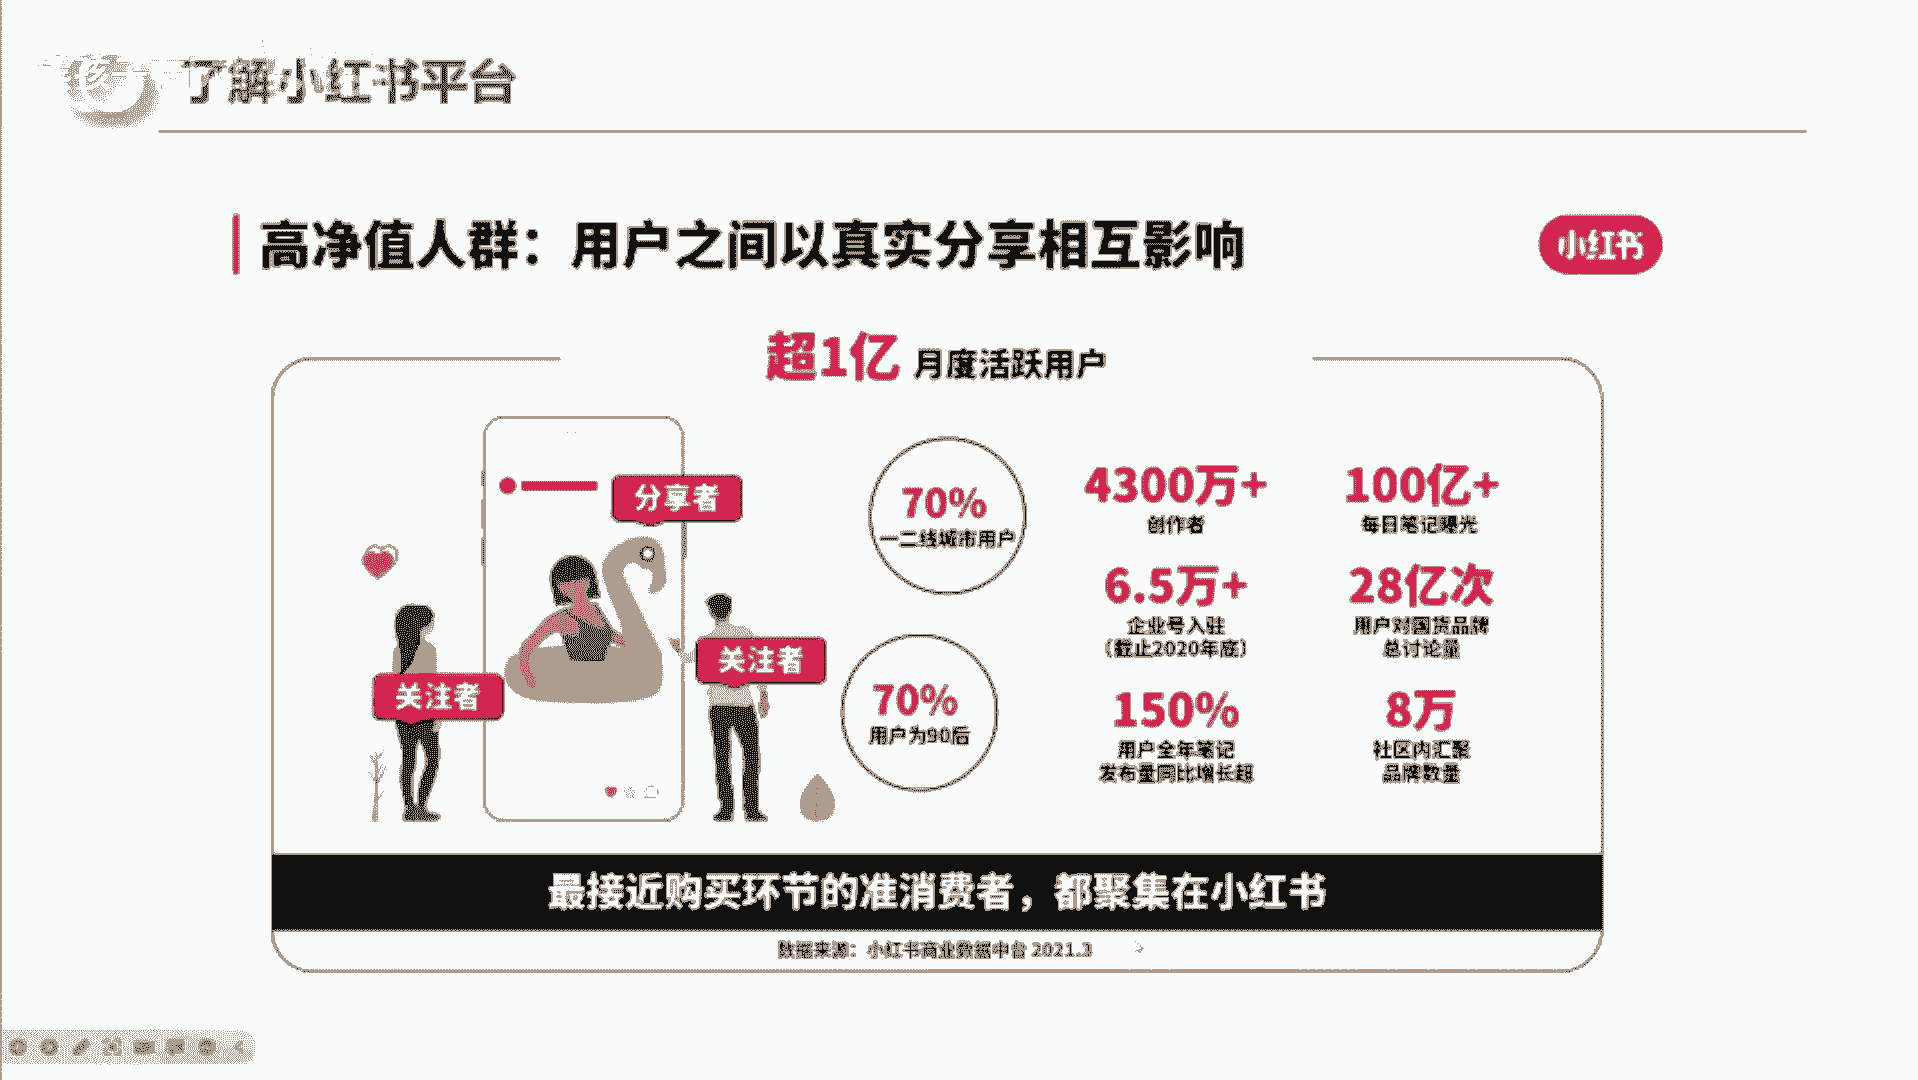 了解小红书平台
高净值人群：用户之间以真实分享相互影响
小红书
超1亿 月度活跃用户
分享者
关注者
关注者
70%
一二线城市用户
70%
用户为90后
4300万+
创作者
100亿+
每日笔记曝光
6.5万+
企业号入驻
（截止2020年底）
28亿次
用户对国货品牌
总讨论量
150%
用户全年笔记
发布量同比增长超
8万
社区内汇聚
品牌数量
最接近购买环节的准消费者，都聚集在小红书
数据来源：小红书商业数据中台 2021.3